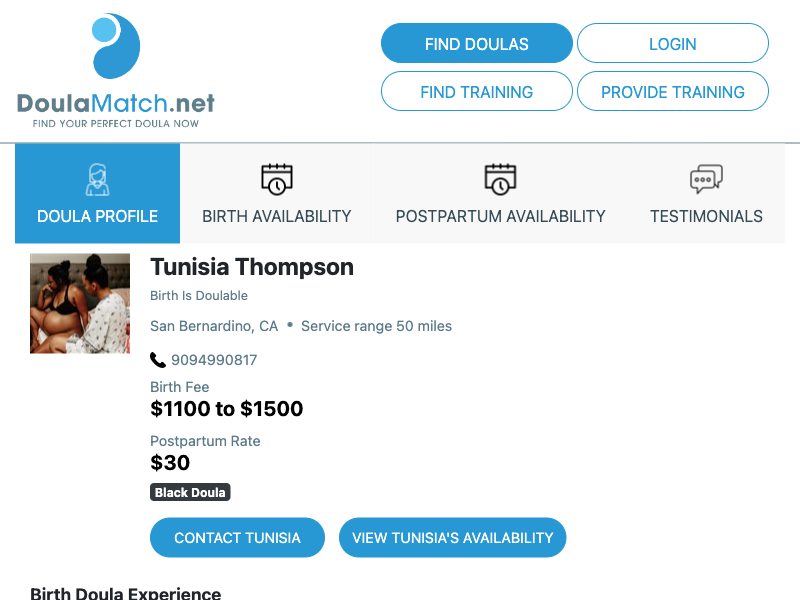 DoulaMatch.net
FIND YOUR PERFECT DOULA NOW
FIND DOULAS
LOGIN
FIND TRAINING
PROVIDE TRAINING
DOULA PROFILE
BIRTH AVAILABILITY
POSTPARTUM AVAILABILITY
TESTIMONIALS
Tunisia Thompson
Birth Is Doulable
San Bernardino, CA • Service range 50 miles
9094990817
Birth Fee
$1100 to $1500
Postpartum Rate
$30
Black Doula
CONTACT TUNISIA
VIEW TUNISIA'S AVAILABILITY
Birth Doula Experience